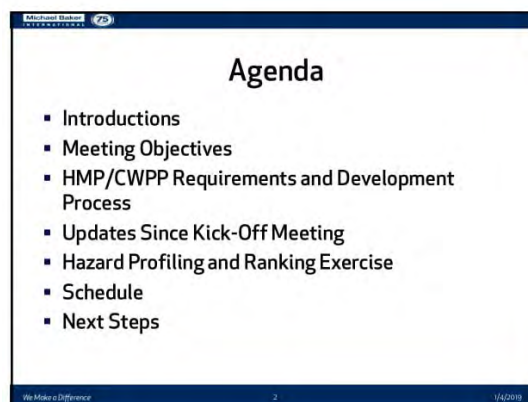 Michael Baker
INTERNATIONAL
75
Agenda
▪ Introductions
▪ Meeting Objectives
▪ HMP/CWPP Requirements and Development
Process
▪ Updates Since Kick-Off Meeting
▪ Hazard Profiling and Ranking Exercise
▪ Schedule
▪ Next Steps
We Make a Difference
2
1/4/2019